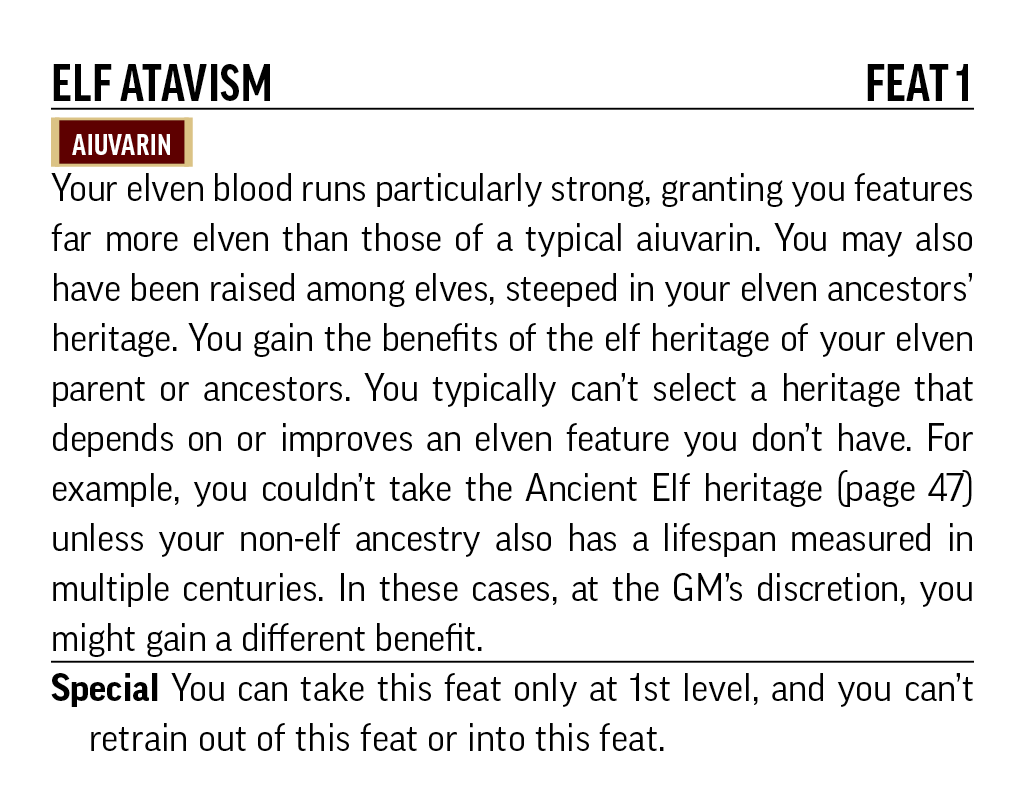 ELF ATAVISM FEAT 1
AIUVARIN
Your elven blood runs particularly strong, granting you features
far more elven than those of a typical aiuvarin. You may also
have been raised among elves, steeped in your elven ancestors’
heritage. You gain the benefits of the elf heritage of your elven
parent or ancestors. You typically can’t select a heritage that
depends on or improves an elven feature you don’t have. For
example, you couldn’t take the Ancient Elf heritage (page 47)
unless your non-elf ancestry also has a lifespan measured in
multiple centuries. In these cases, at the GM’s discretion, you
might gain a different benefit.
Special You can take this feat only at 1st level, and you can’t
retrain out of this feat or into this feat.